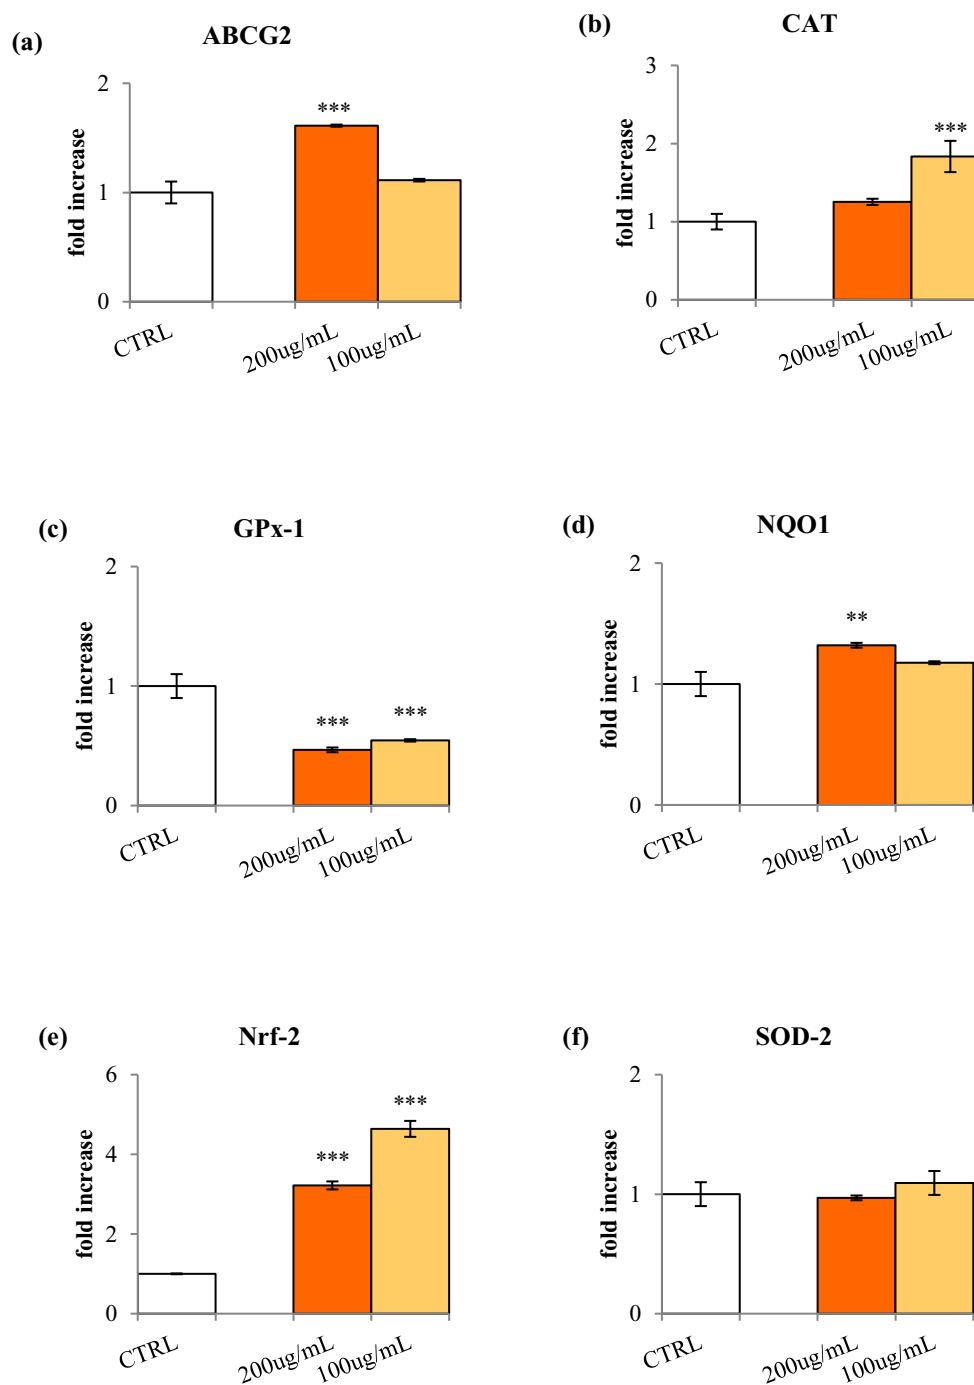 (a)
ABCG2
fold increase
2
1
0
***
CTRL
200ug/mL
100ug/mL
(b)
CAT
fold increase
3
2
1
0
***
CTRL
200ug/mL
100ug/mL
(c)
GPx-1
fold increase
2
1
0
***
***
CTRL
200ug/mL
100ug/mL
(d)
NQO1
fold increase
2
1
0
**
CTRL
200ug/mL
100ug/mL
(e)
Nrf-2
fold increase
6
4
2
0
***
***
CTRL
200ug/mL
100ug/mL
(f)
SOD-2
fold increase
2
1
0
CTRL
200ug/mL
100ug/mL